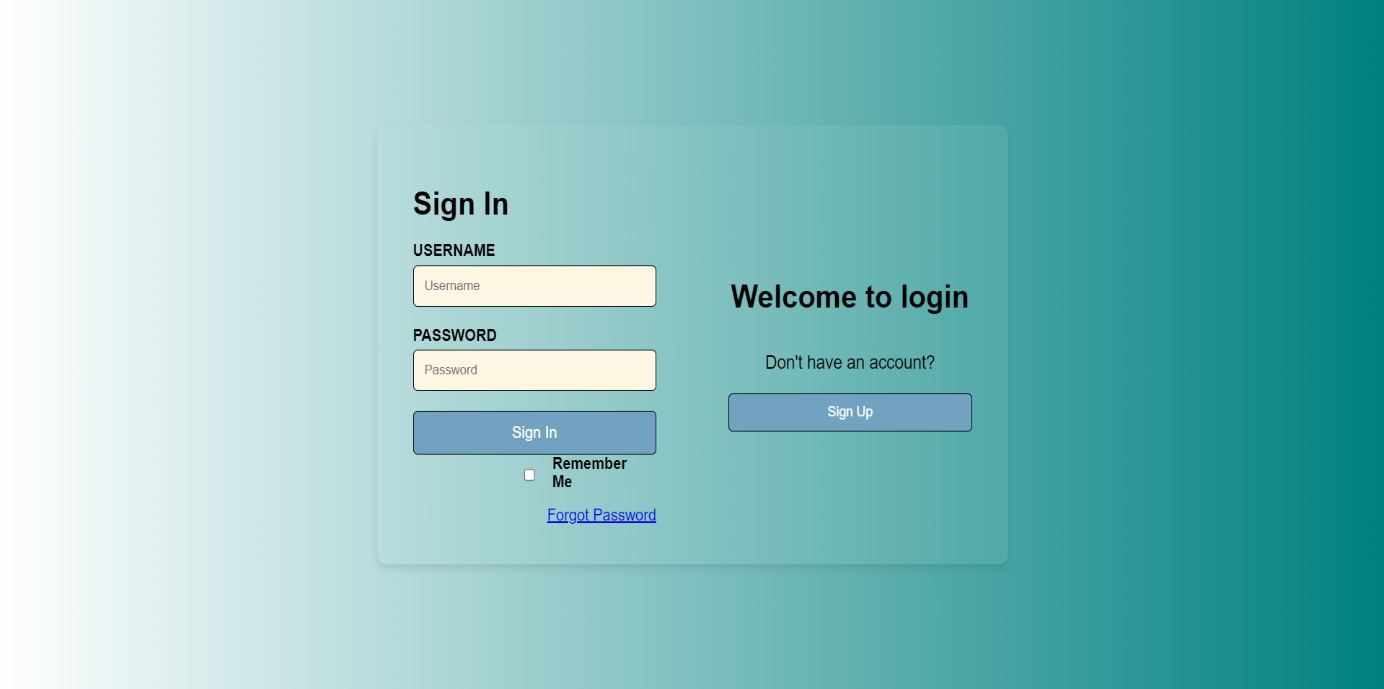 Sign In
USERNAME
Username
PASSWORD
Password
Sign In
Remember
Me
Forgot Password
Welcome to login
Don't have an account?
Sign Up